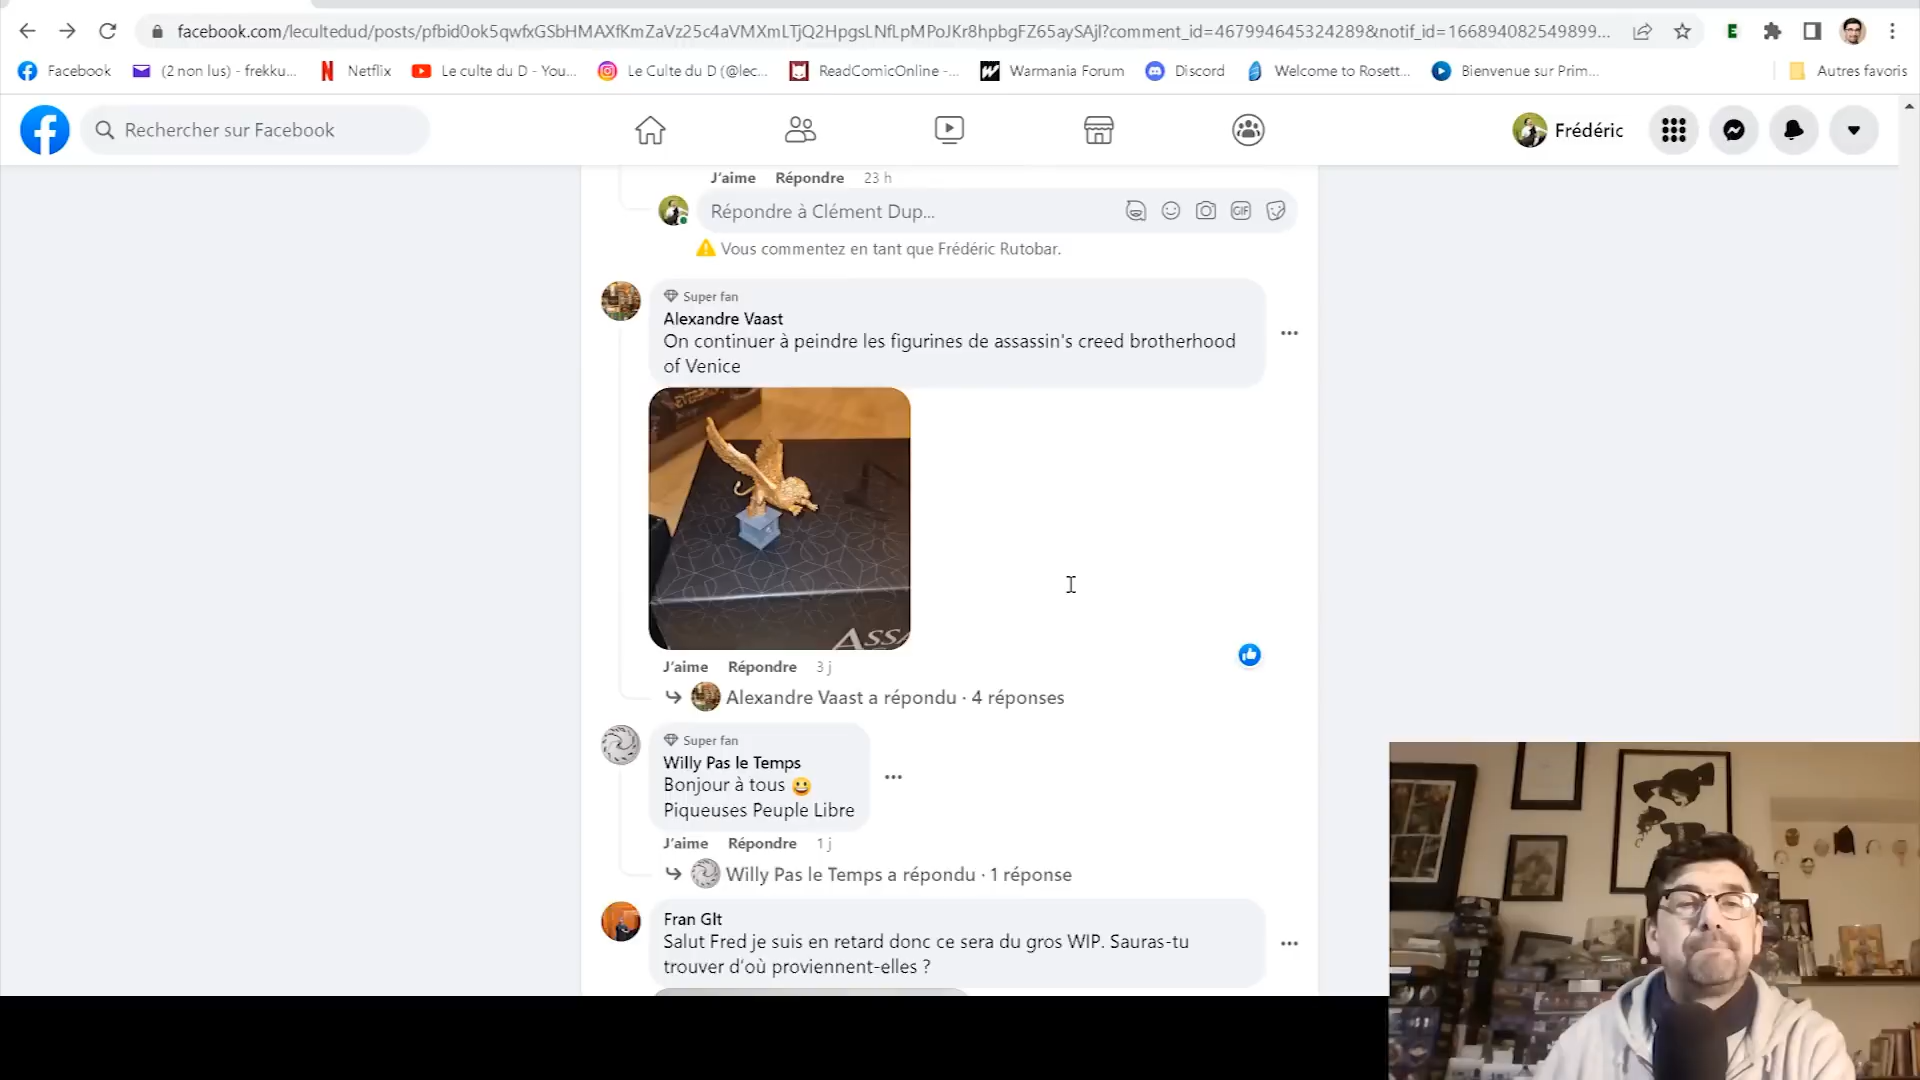 facebook.com/lecultedud/posts/pfbid0ok5qwfxGSbHMAXfKmZaVz25c4aVMXmLTjQ2HpgsLNfLpMPoJKr8hpbgFZ65aySAjl?comment_id=467994645324289&notif_id=166894082549899...
Facebook
(2 non lus) - frekku...
Netflix
Le culte du D - You...
Le Culte du D (@lec...
ReadComicOnline -...
Warmania Forum
Discord
Welcome to Rosett...
Bienvenue sur Prim...
Autres favoris
Rechercher sur Facebook
Frédéric
J'aime Répondre 23 h
Répondre à Clément Dup...
GIF
Vous commentez en tant que Frédéric Rutobar.
Super fan
Alexandre Vaast
On continuer à peindre les figurines de assassin's creed brotherhood
of Venice
ASSA
J'aime Répondre 3 j
Alexandre Vaast a répondu · 4 réponses
Super fan
Willy Pas le Temps
Bonjour à tous
Piqueuses Peuple Libre
J'aime Répondre 1 j
Willy Pas le Temps a répondu · 1 réponse
Fran Glt
Salut Fred je suis en retard donc ce sera du gros WIP. Sauras-tu
trouver d'où proviennent-elles ?